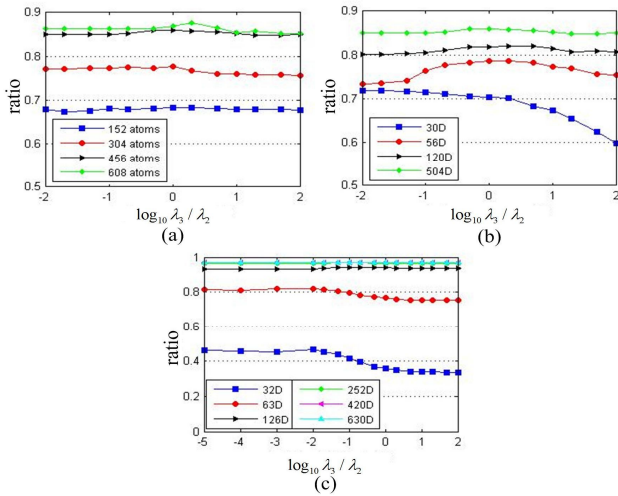 0.9
0.8
0.7
0.6
0.5
ratio
152 atoms
304 atoms
456 atoms
608 atoms
-2 -1 0 1 2
log₁₀ λ₃ / λ₂
(a)
0.9
0.8
0.7
0.6
0.5
ratio
30D
56D
120D
504D
-2 -1 0 1 2
log₁₀ λ₃ / λ₂
(b)
1
0.8
0.6
0.4
0.2
0
ratio
32D
63D
126D
252D
420D
630D
-5 -4 -3 -2 -1 0 1 2
log₁₀ λ₃ / λ₂
(c)